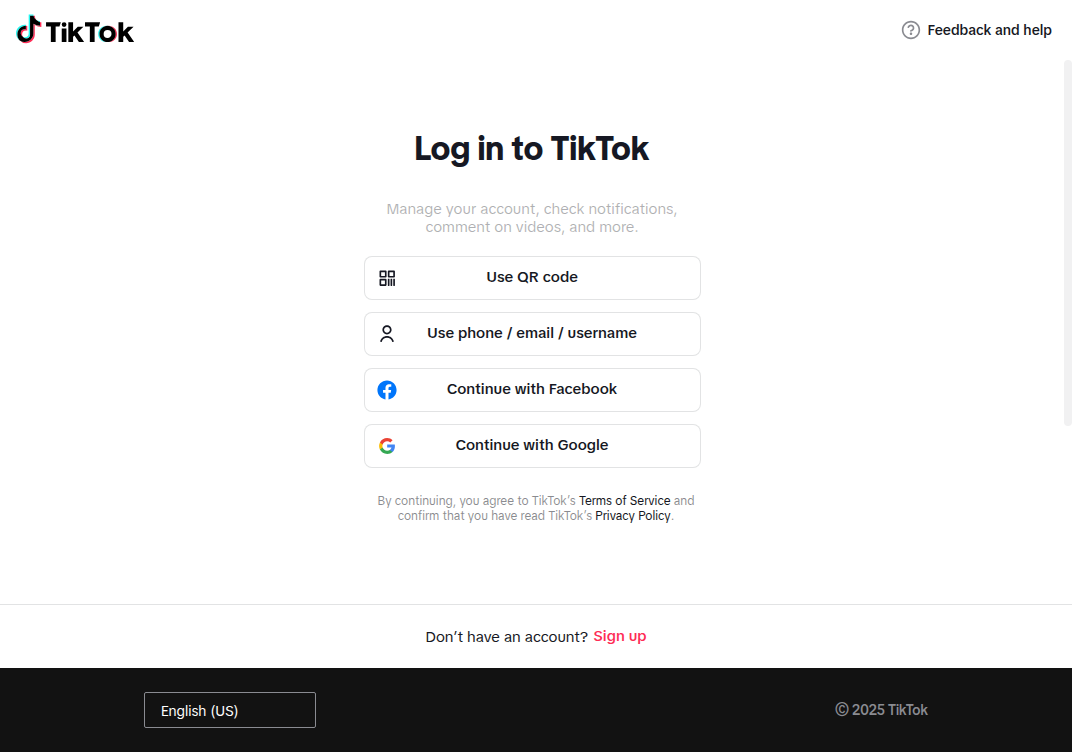 TikTok
Feedback and help
Log in to TikTok
Manage your account, check notifications,
comment on videos, and more.
Use QR code
Use phone / email / username
Continue with Facebook
Continue with Google
By continuing, you agree to TikTok’s Terms of Service and
confirm that you have read TikTok’s Privacy Policy.
Don’t have an account? Sign up
English (US)
© 2025 TikTok